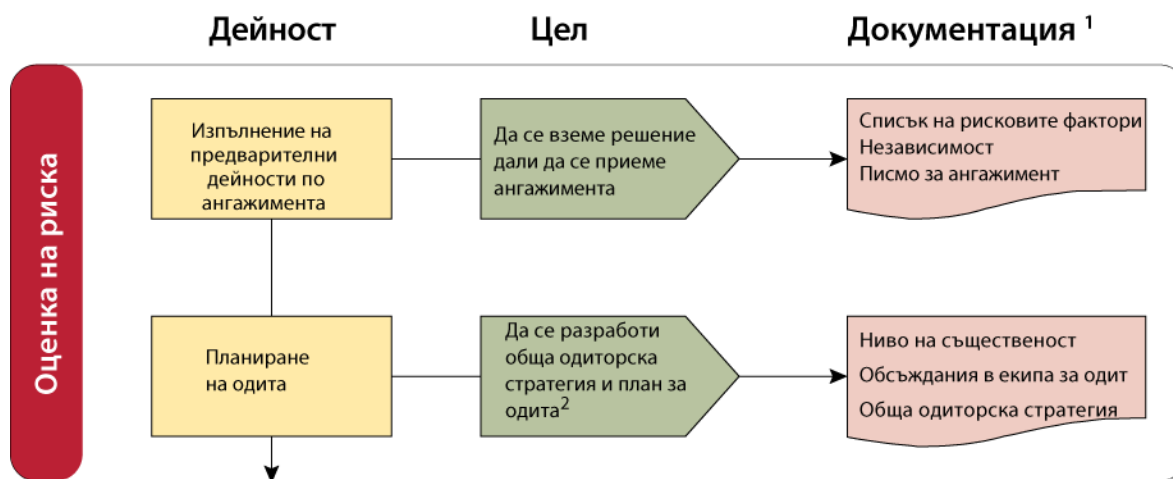 Дейност
Цел
Документация ¹
Оценка на риска
Изпълнение на
предварителни
дейности по
ангажимента
Да се вземе решение
дали да се приеме
ангажимента
Списък на рисковите фактори
Независимост
Писмо за ангажимент
Планиране
на одита
Да се разработи
обща одиторска
стратегия и план за
одита²
Ниво на същественост
Обсъждания в екипа за одит
Обща одиторска стратегия